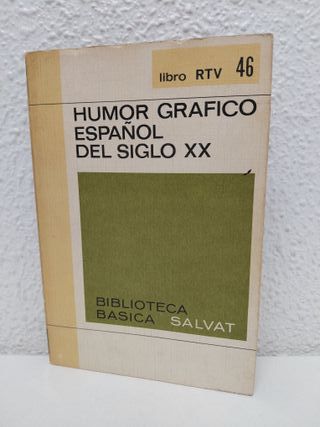 libro RTV 46
HUMOR GRAFICO
ESPAÑOL
DEL SIGLO XX
BIBLIOTECA
BASICA SALVAT